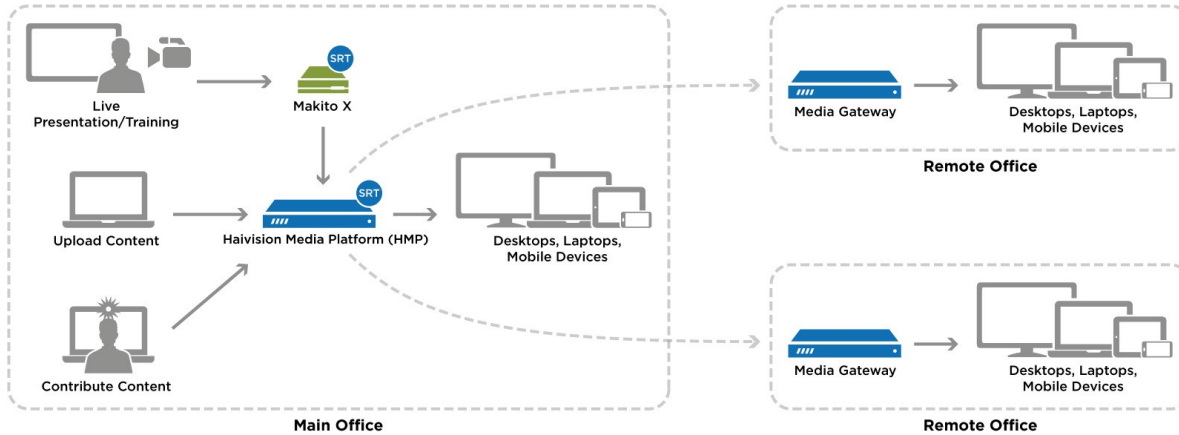 SRT
Live
Presentation/Training
Makito X
SRT
Upload Content
Haivision Media Platform (HMP)
Desktops, Laptops,
Mobile Devices
Contribute Content
Main Office
Media Gateway
Desktops, Laptops,
Mobile Devices
Remote Office
Media Gateway
Desktops, Laptops,
Mobile Devices
Remote Office